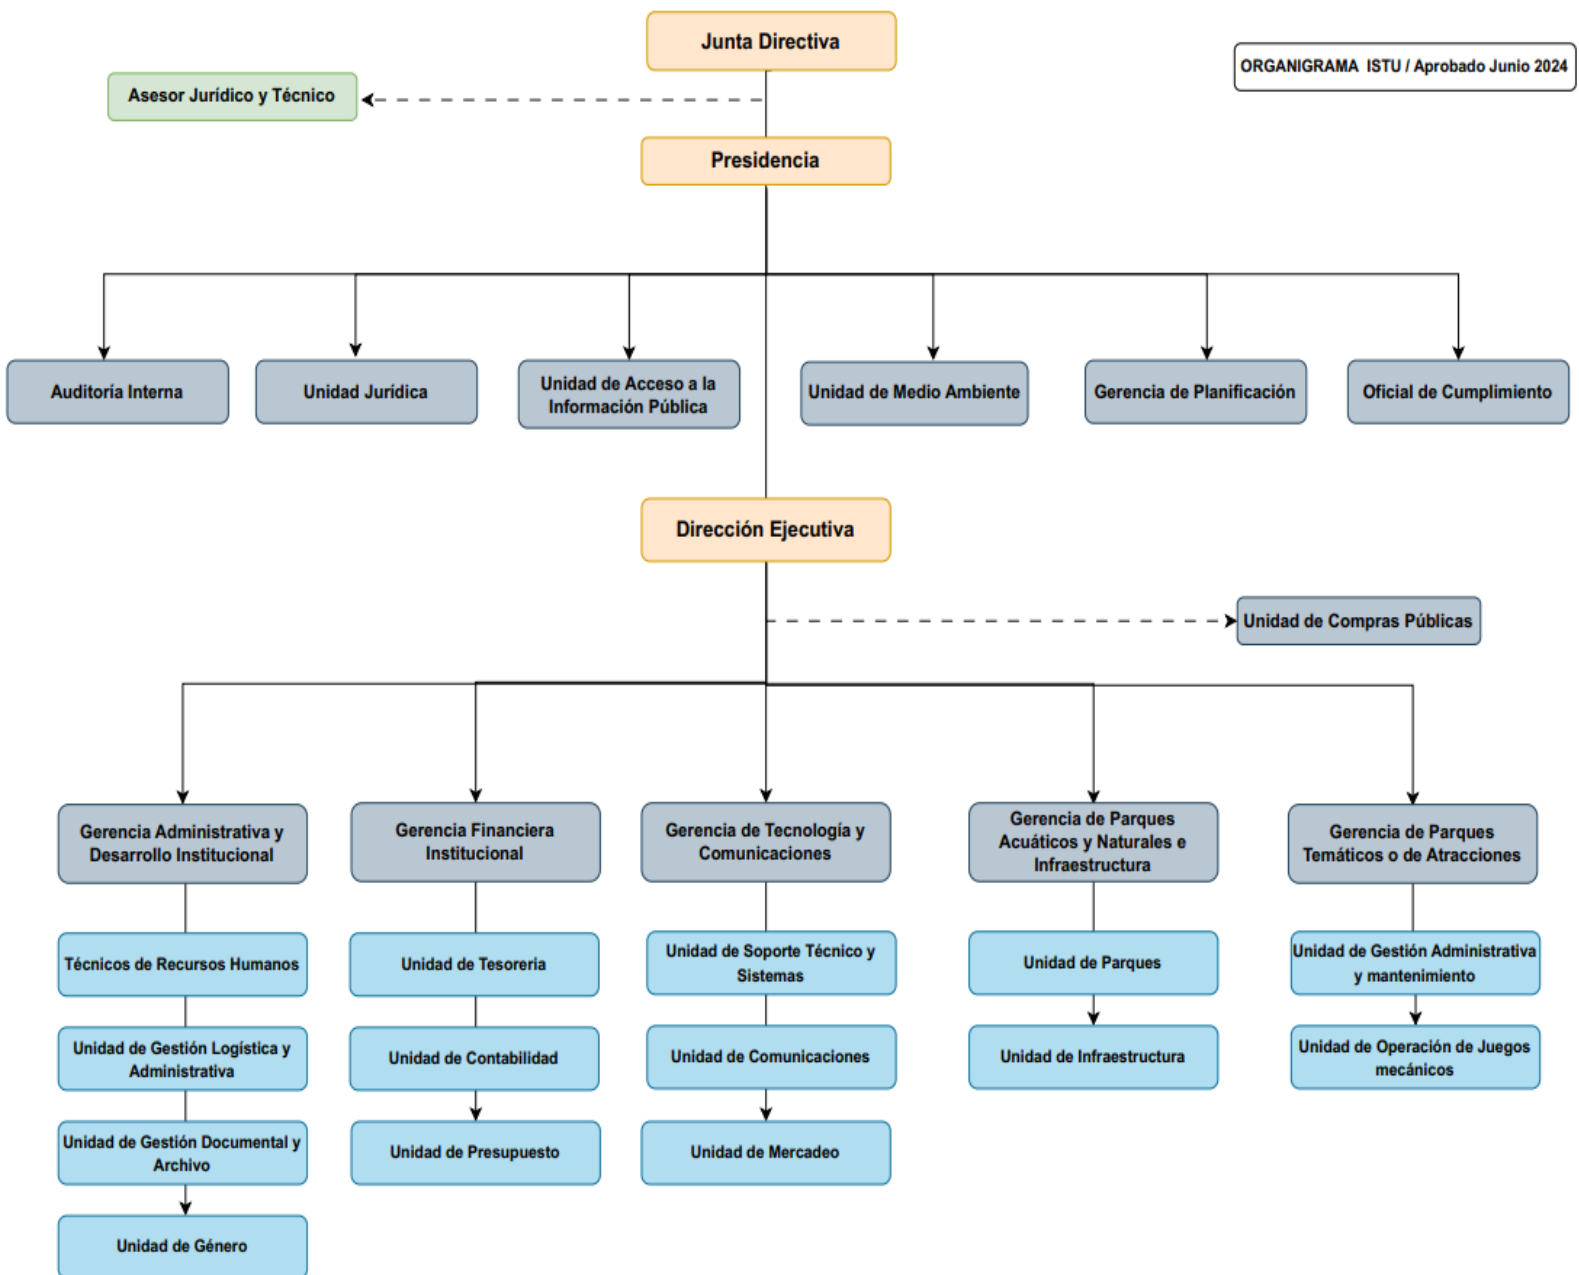 Junta Directiva
ORGANIGRAMA ISTU / Aprobado Junio 2024
Asesor Jurídico y Técnico
Presidencia
Auditoría Interna
Unidad Jurídica
Unidad de Acceso a la
Información Pública
Unidad de Medio Ambiente
Gerencia de Planificación
Oficial de Cumplimiento
Dirección Ejecutiva
Unidad de Compras Públicas
Gerencia Administrativa y
Desarrollo Institucional
Gerencia Financiera
Institucional
Gerencia de Tecnología y
Comunicaciones
Gerencia de Parques
Acuáticos y Naturales e
Infraestructura
Gerencia de Parques
Temáticos o de Atracciones
Técnicos de Recursos Humanos
Unidad de Tesoreria
Unidad de Soporte Técnico y
Sistemas
Unidad de Parques
Unidad de Gestión Administrativa
y mantenimiento
Unidad de Gestión Logística y
Administrativa
Unidad de Contabilidad
Unidad de Comunicaciones
Unidad de Infraestructura
Unidad de Operación de Juegos
mecánicos
Unidad de Gestión Documental y
Archivo
Unidad de Presupuesto
Unidad de Mercadeo
Unidad de Género